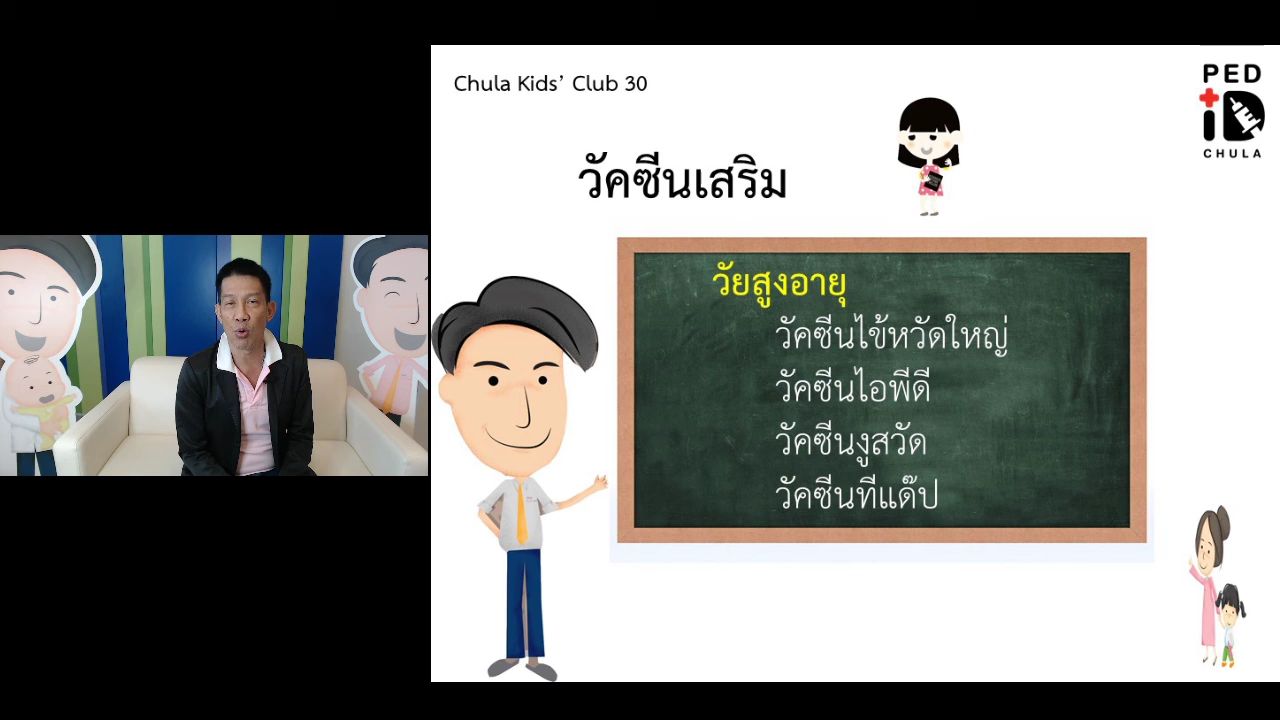 Chula Kids’ Club 30
PED
iD
CHULA
วัคซีนเสริม
วัยสูงอายุ
วัคซีนไข้หวัดใหญ่
วัคซีนไอพีดี
วัคซีนงูสวัด
วัคซีนทีแด๊ป